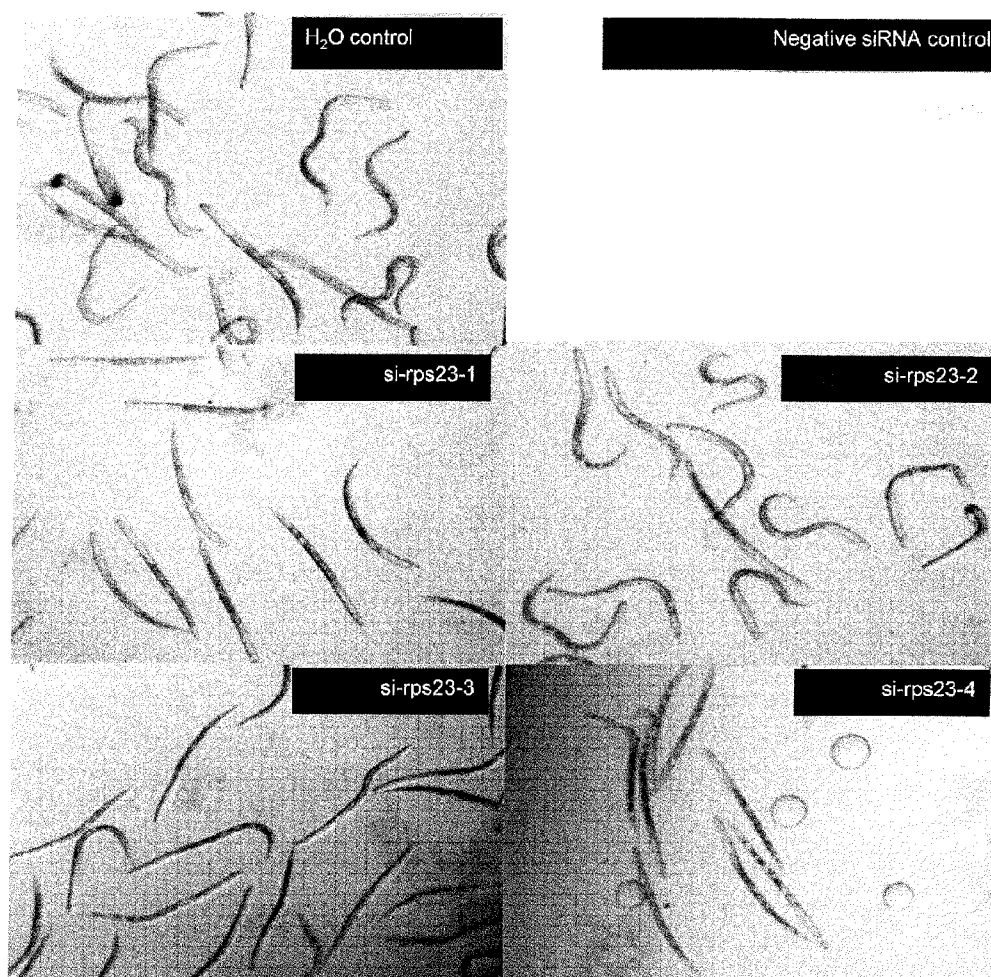 H₂O control
Negative siRNA control
si-rps23-1
si-rps23-2
si-rps23-3
si-rps23-4